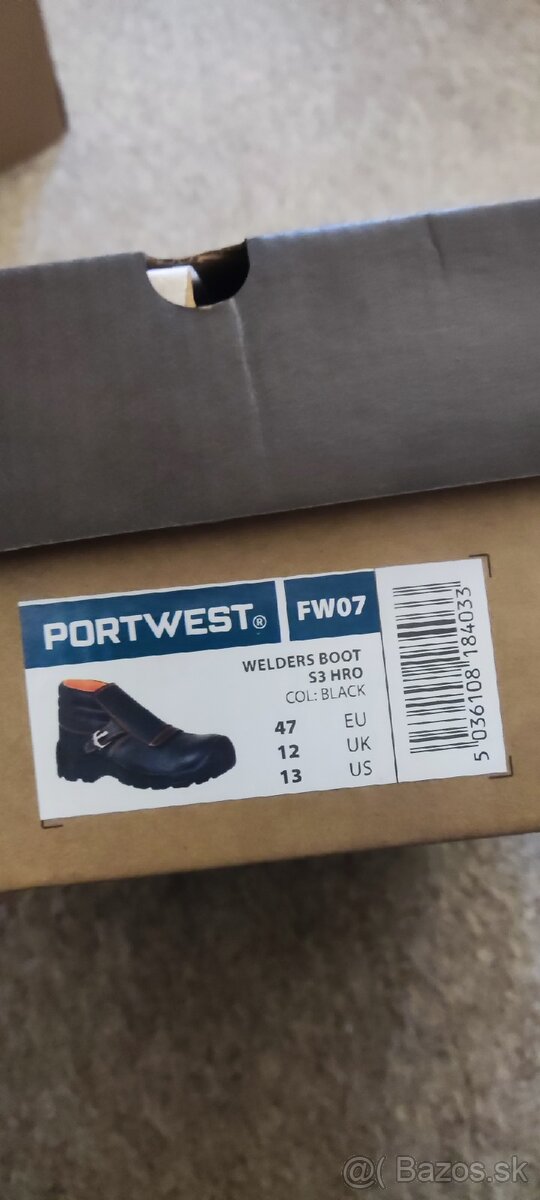 PORTWEST®
FW07
WELDERS BOOT
S3 HRO
COL: BLACK
47 EU
12 UK
13 US
5 036108 184033
@( Bazos.sk